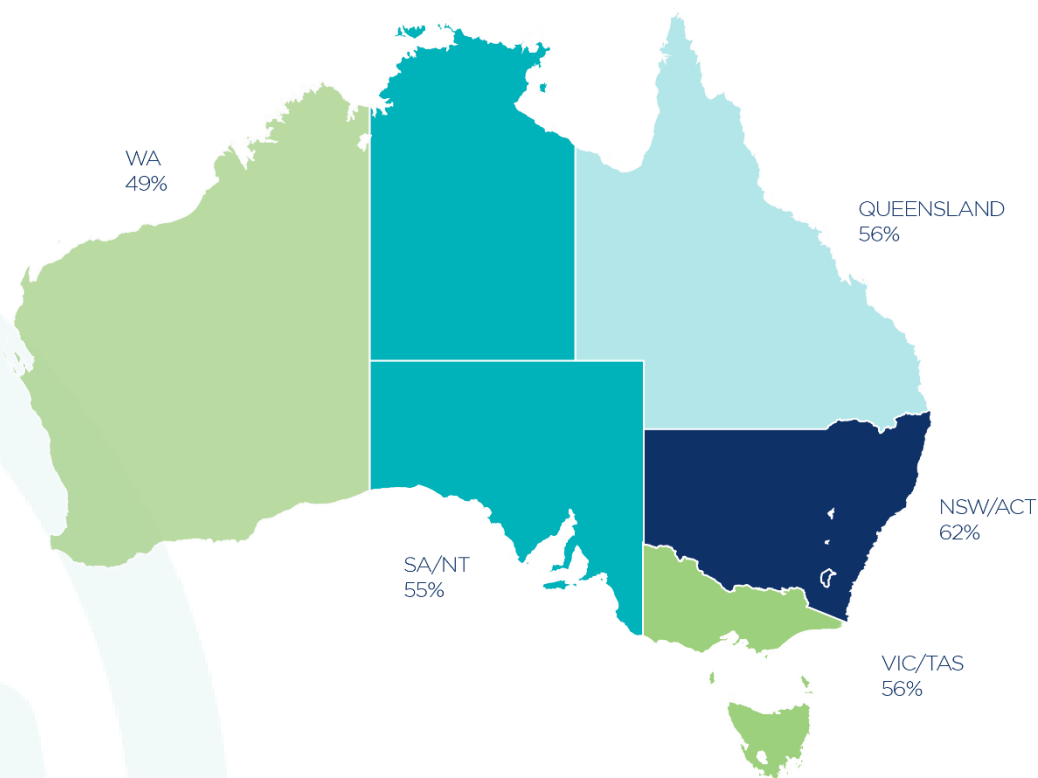 WA
49%
QUEENSLAND
56%
NSW/ACT
62%
SA/NT
55%
VIC/TAS
56%